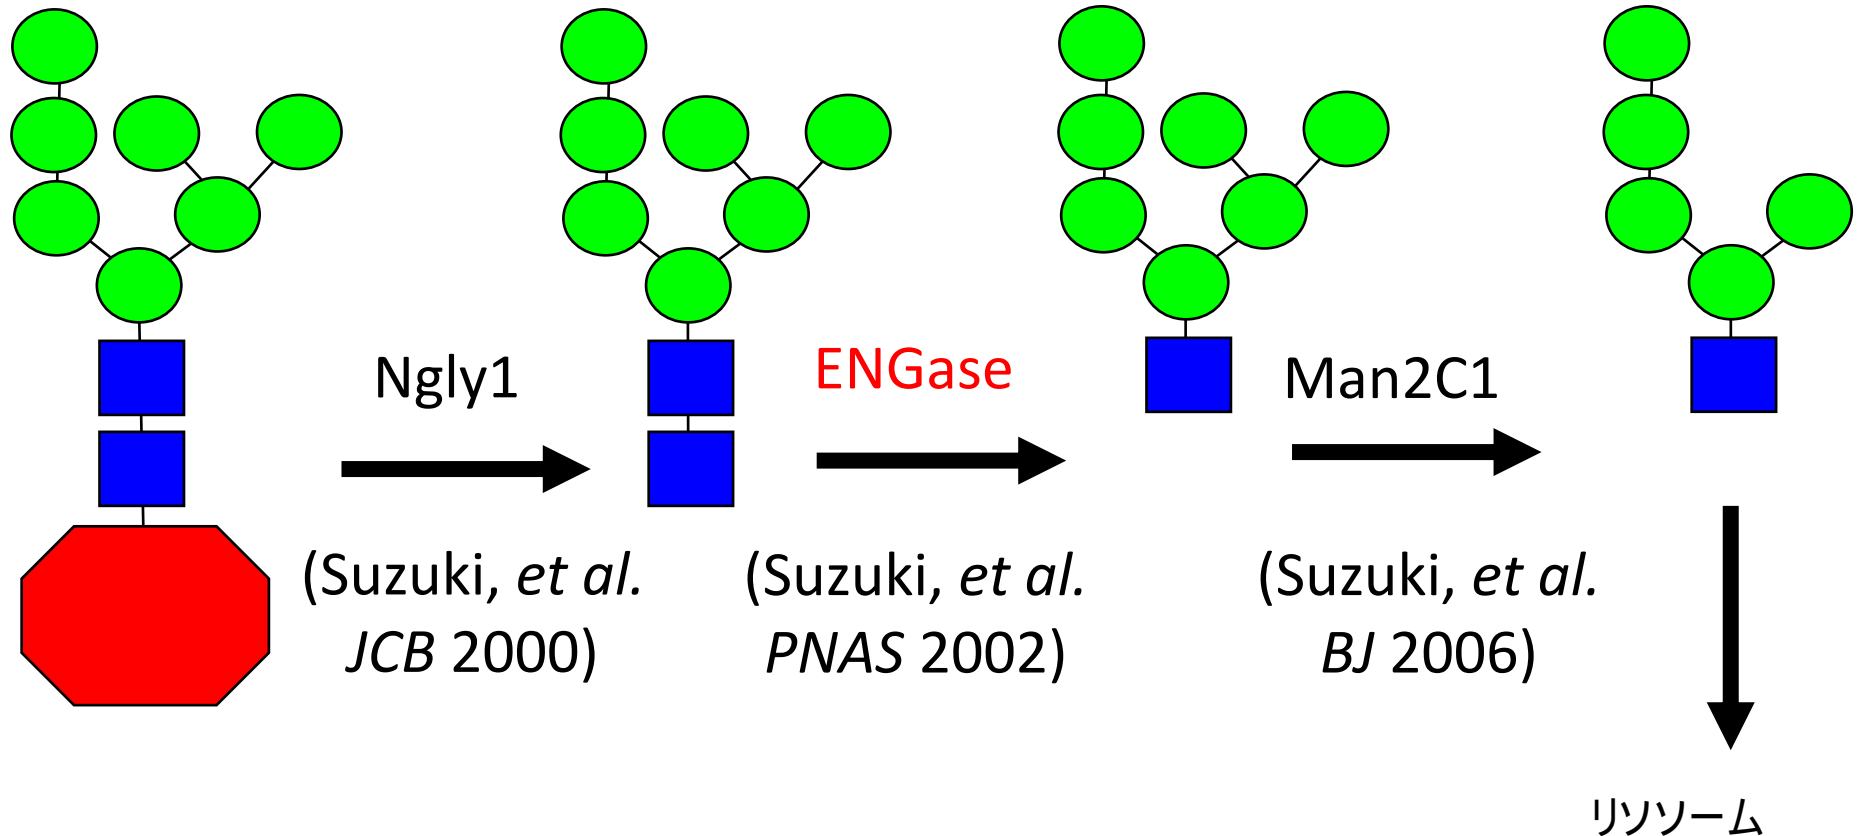 Ngly1
ENGase
Man2C1
(Suzuki, et al.
JCB 2000)
(Suzuki, et al.
PNAS 2002)
(Suzuki, et al.
BJ 2006)
リソソーム